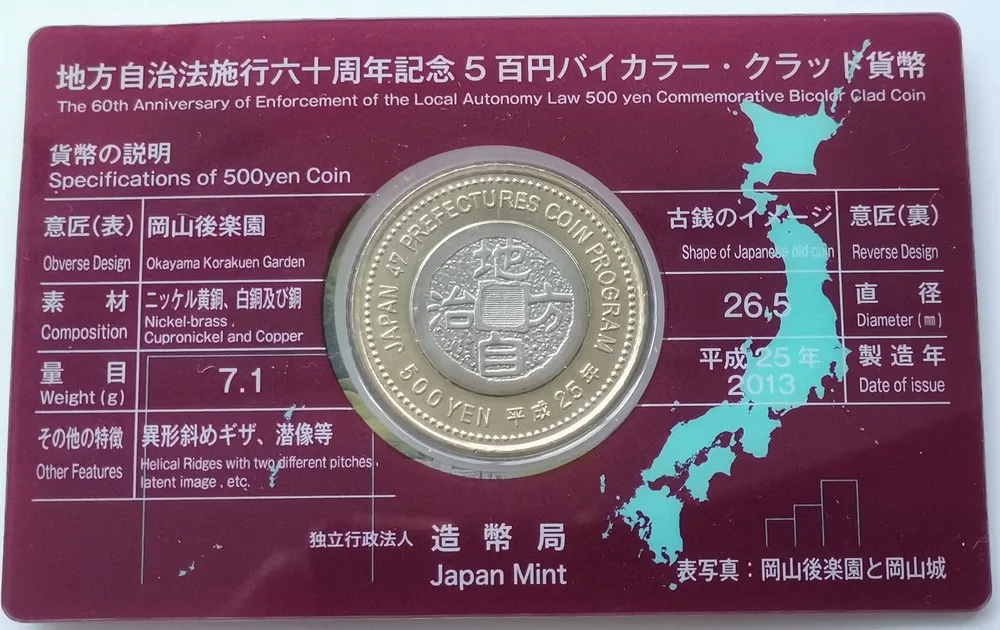 地方自治法施行六十周年記念5百円バイカラー・クラッド貨幣
The 60th Anniversary of Enforcement of the Local Autonomy Law 500 yen Commemorative Bicolor Clad Coin
貨幣の説明
Specifications of 500yen Coin
意匠(表) 岡山後楽園
Obverse Design Okayama Korakuen Garden
素材 ニッケル黄銅、白銅及び銅
Composition Nickel-brass,
Cupronickel and Copper
量目 7.1
Weight (g)
その他の特徴 異形斜めギザ、潜像等
Other Features Helical Ridges with two different pitches,
latent image, etc.
JAPAN 47 PREFECTURES COIN PROGRAM
500 YEN 平成25年
地方自治
古銭のイメージ 意匠(裏)
Shape of Japanese old coin Reverse Design
26.5 直径
Diameter (㎜)
平成25年 製造年
2013 Date of issue
独立行政法人 造幣局
Japan Mint
表写真:岡山後楽園と岡山城